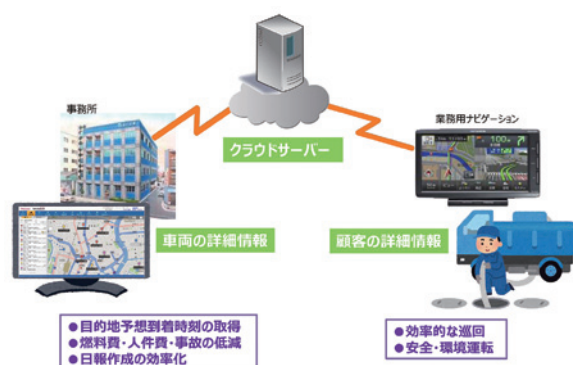 事務所
業務用ナビゲーション
クラウドサーバー
車両の詳細情報
顧客の詳細情報
●目的地予想到着時刻の取得
●燃料費・人件費・事故の低減
●日報作成の効率化
●効率的な巡回
●安全・環境運転